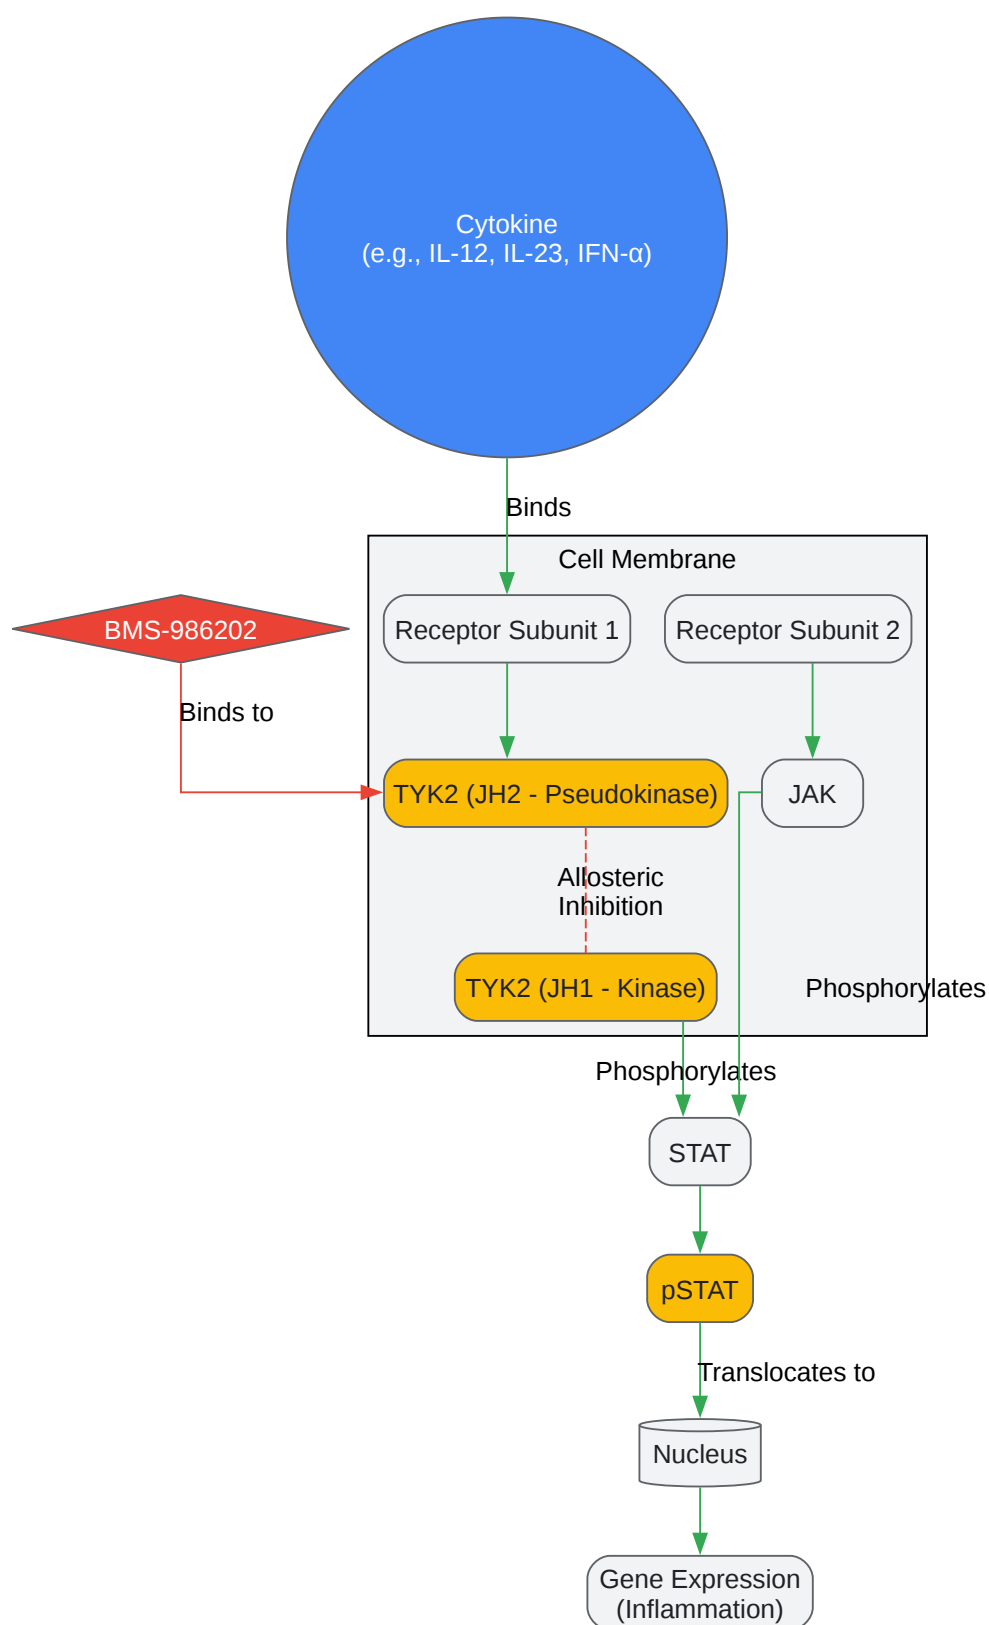 Cytokine
(e.g., IL-12, IL-23, IFN-α)
Binds
Cell Membrane
BMS-986202
Receptor Subunit 1
Receptor Subunit 2
Binds to
TYK2 (JH2 - Pseudokinase)
JAK
Allosteric
Inhibition
TYK2 (JH1 - Kinase)
Phosphorylates
Phosphorylates
STAT
pSTAT
Translocates to
Nucleus
Gene Expression
(Inflammation)